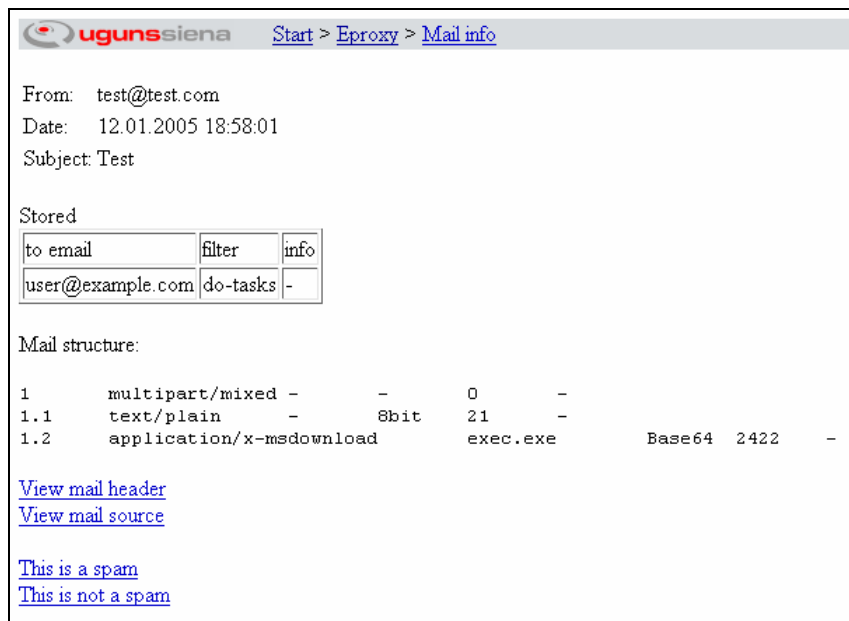 ugunssiena Start > Eproxy > Mail info
From: test@test.com
Date: 12.01.2005 18:58:01
Subject: Test
Stored
to email filter info
user@example.com do-tasks -
Mail structure:
1 multipart/mixed - - 0 -
1.1 text/plain - 8bit 21 -
1.2 application/x-msdownload exec.exe Base64 2422 -
View mail header
View mail source
This is a spam
This is not a spam